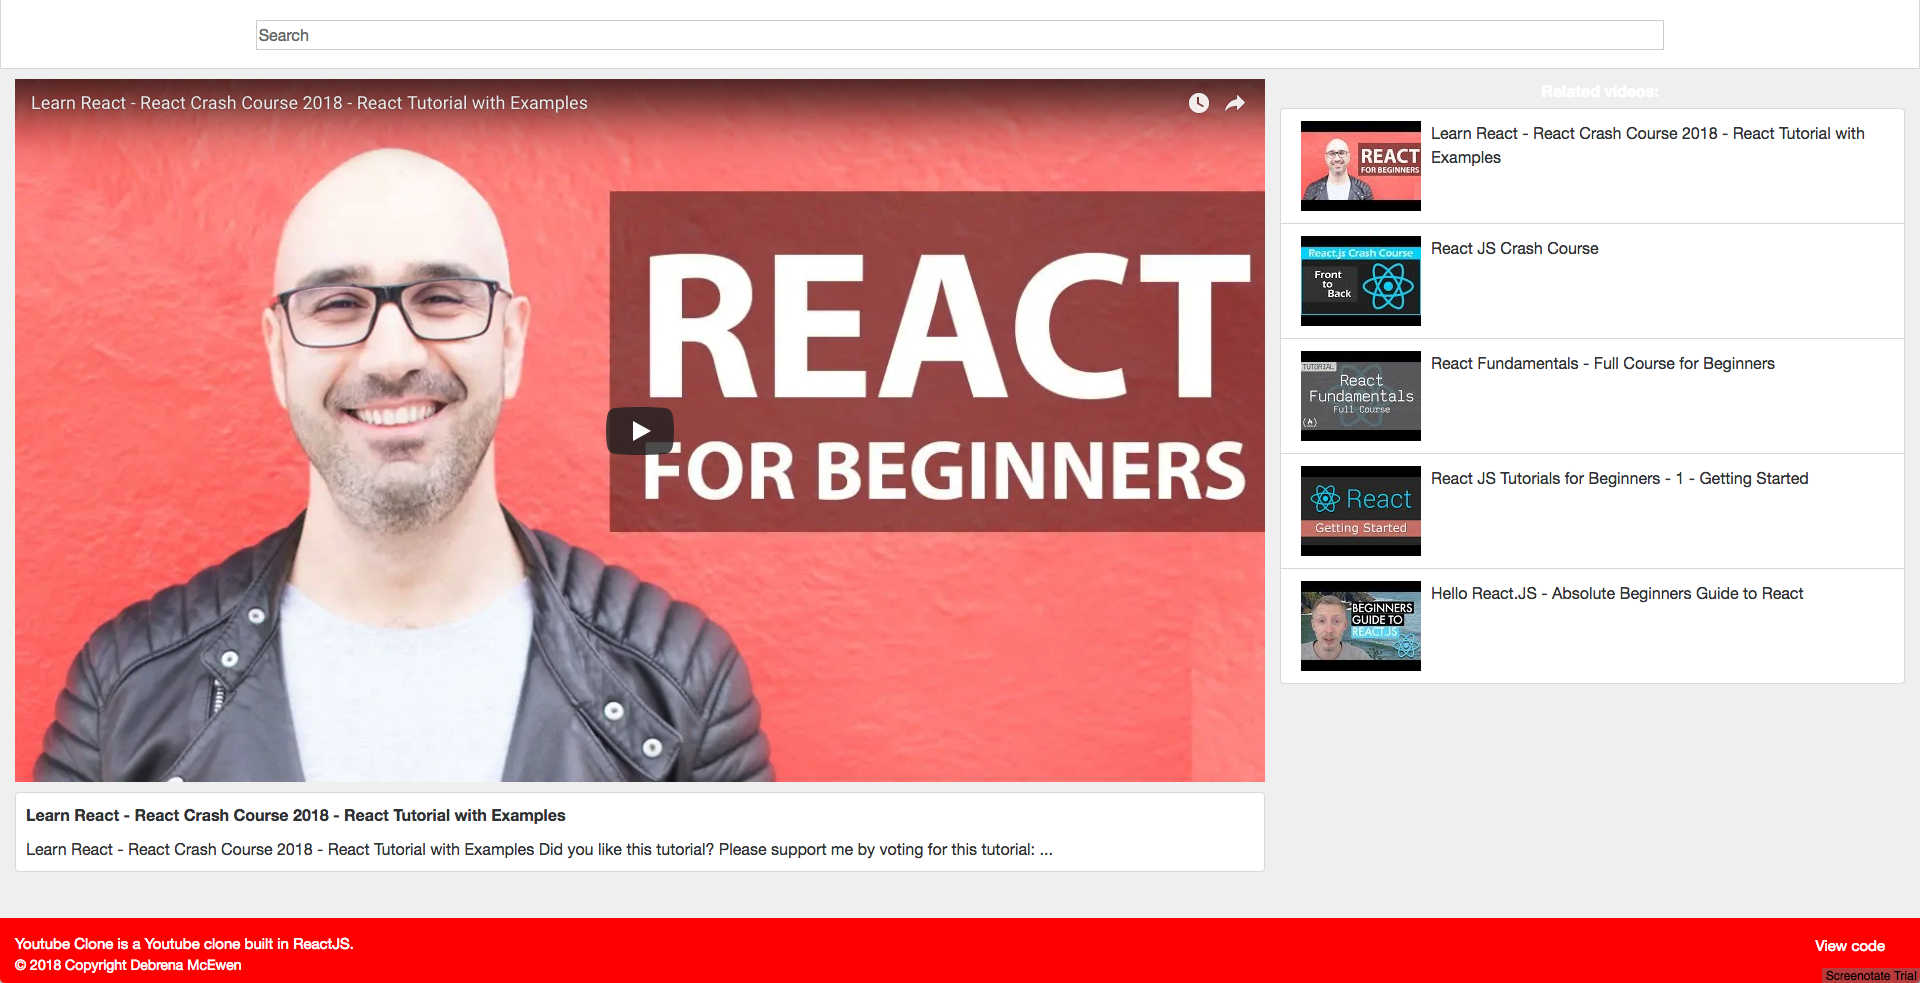 Search
Learn React - React Crash Course 2018 - React Tutorial with Examples
REACT
FOR BEGINNERS
Related videos:
REACT
FOR BEGINNERS
Learn React - React Crash Course 2018 - React Tutorial with
Examples
React.js Crash Course
Front
to
Back
React JS Crash Course
TUTORIAL
React
Fundamentals
Full Course
React Fundamentals - Full Course for Beginners
React
Getting Started
React JS Tutorials for Beginners - 1 - Getting Started
BEGINNERS
GUIDE TO
REACT.JS
Hello React.JS - Absolute Beginners Guide to React
Learn React - React Crash Course 2018 - React Tutorial with Examples
Learn React - React Crash Course 2018 - React Tutorial with Examples Did you like this tutorial? Please support me by voting for this tutorial: ...
Youtube Clone is a Youtube clone built in ReactJS.
© 2018 Copyright Debrena McEwen
View code
Screenotate Trial